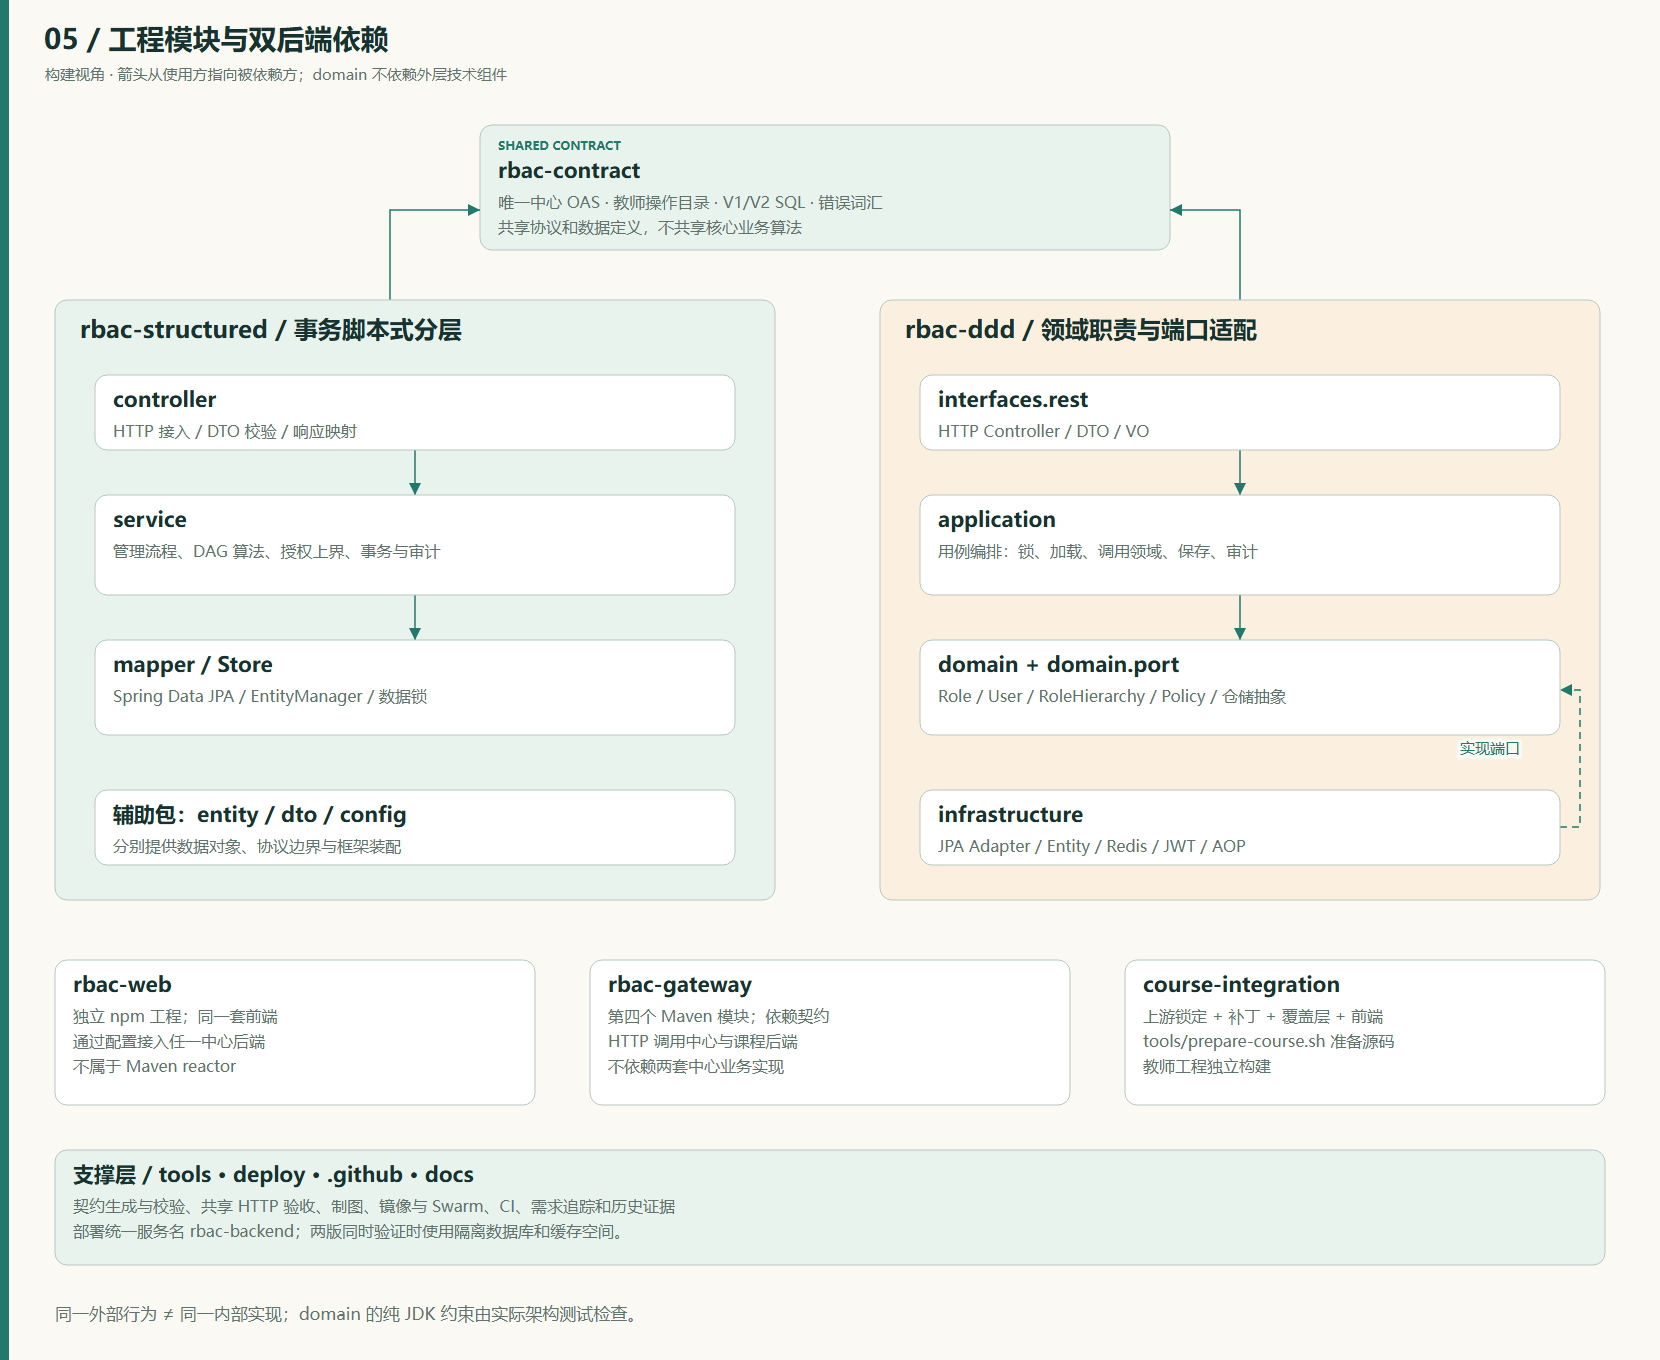 05 / 工程模块与双后端依赖
构建视角 · 箭头从使用方指向被依赖方；domain 不依赖外层技术组件
SHARED CONTRACT
rbac-contract
唯一中心 OAS · 教师操作目录 · V1/V2 SQL · 错误词汇
共享协议和数据定义，不共享核心业务算法
rbac-structured / 事务脚本式分层
controller
HTTP 接入 / DTO 校验 / 响应映射
service
管理流程、DAG 算法、授权上界、事务与审计
mapper / Store
Spring Data JPA / EntityManager / 数据锁
辅助包：entity / dto / config
分别提供数据对象、协议边界与框架装配
rbac-ddd / 领域职责与端口适配
interfaces.rest
HTTP Controller / DTO / VO
application
用例编排：锁、加载、调用领域、保存、审计
domain + domain.port
Role / User / RoleHierarchy / Policy / 仓储抽象
实现端口
infrastructure
JPA Adapter / Entity / Redis / JWT / AOP
rbac-web
独立 npm 工程；同一套前端
通过配置接入任一中心后端
不属于 Maven reactor
rbac-gateway
第四个 Maven 模块；依赖契约
HTTP 调用中心与课程后端
不依赖两套中心业务实现
course-integration
上游锁定 + 补丁 + 覆盖层 + 前端
tools/prepare-course.sh 准备源码
教师工程独立构建
支撑层 / tools • deploy • .github • docs
契约生成与校验、共享 HTTP 验收、制图、镜像与 Swarm、CI、需求追踪和历史证据
部署统一服务名 rbac-backend；两版同时验证时使用隔离数据库和缓存空间。
同一外部行为 ≠ 同一内部实现；domain 的纯 JDK 约束由实际架构测试检查。